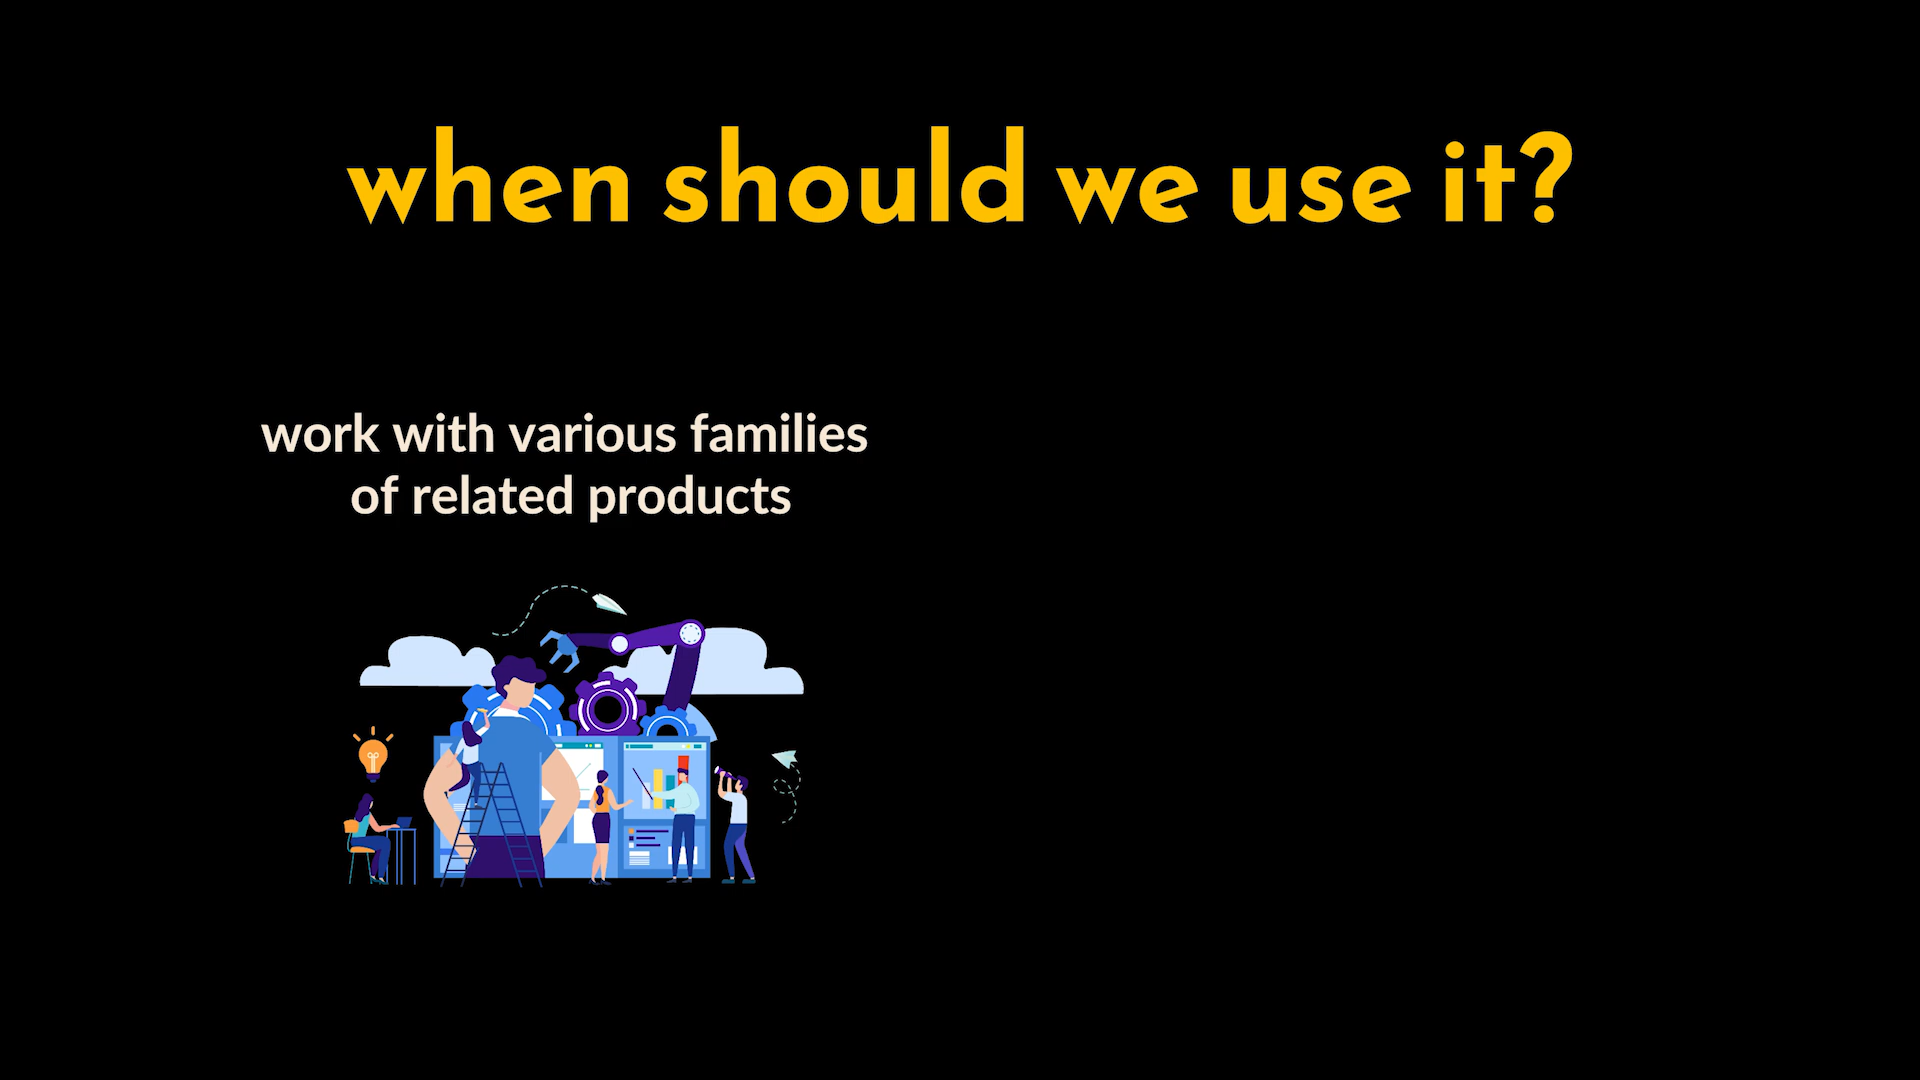 when should we use it?
work with various families
of related products